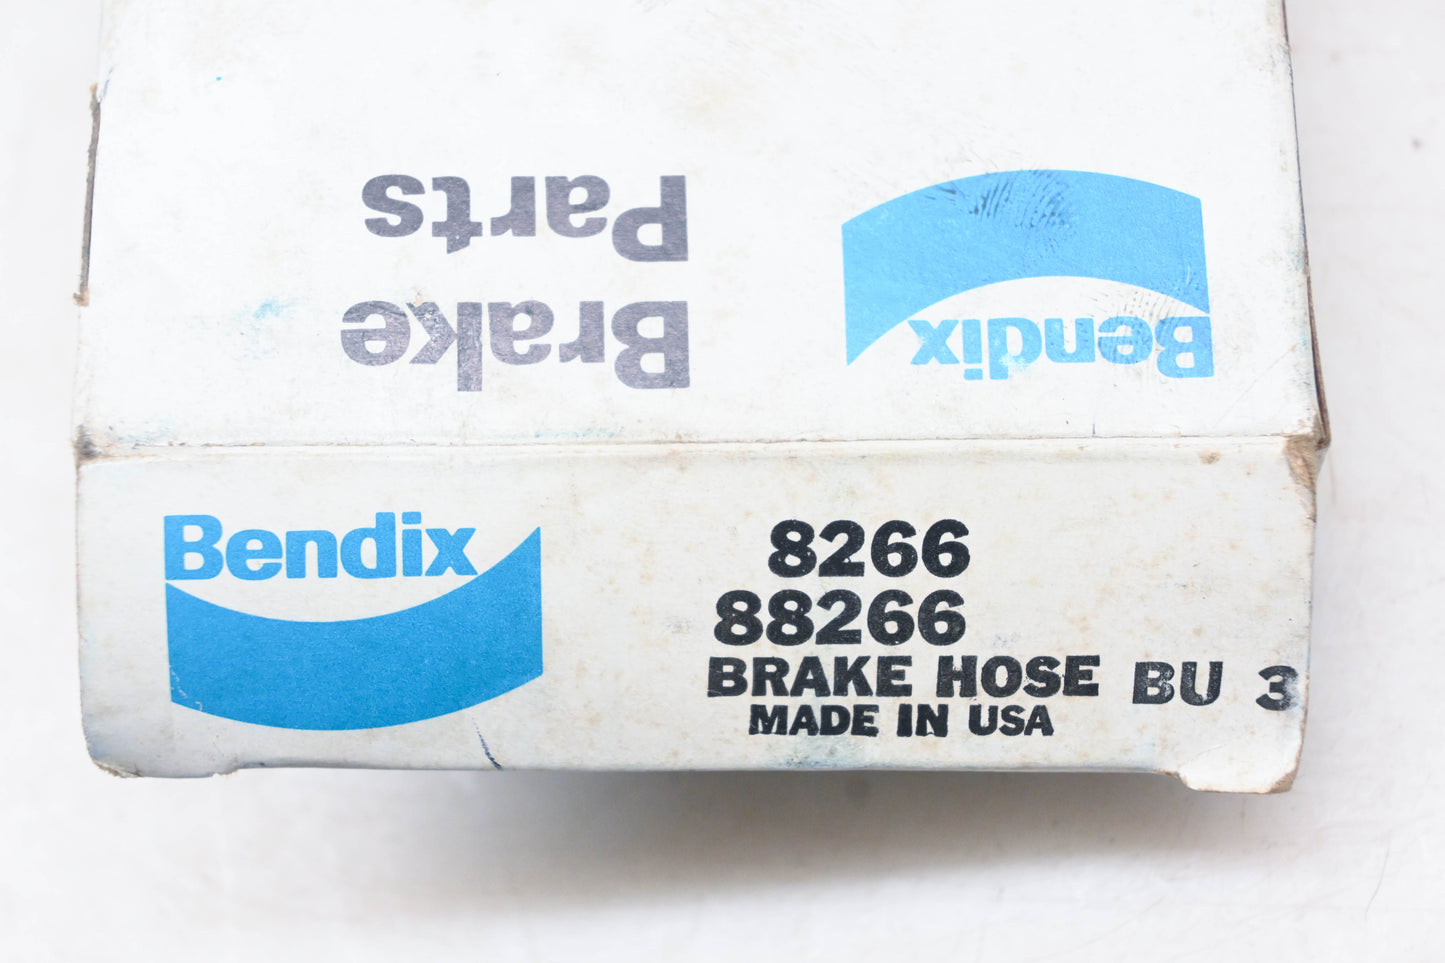 Brake
Parts
Bendix
Bendix
8266
88266
BRAKE HOSE BU 3
MADE IN USA